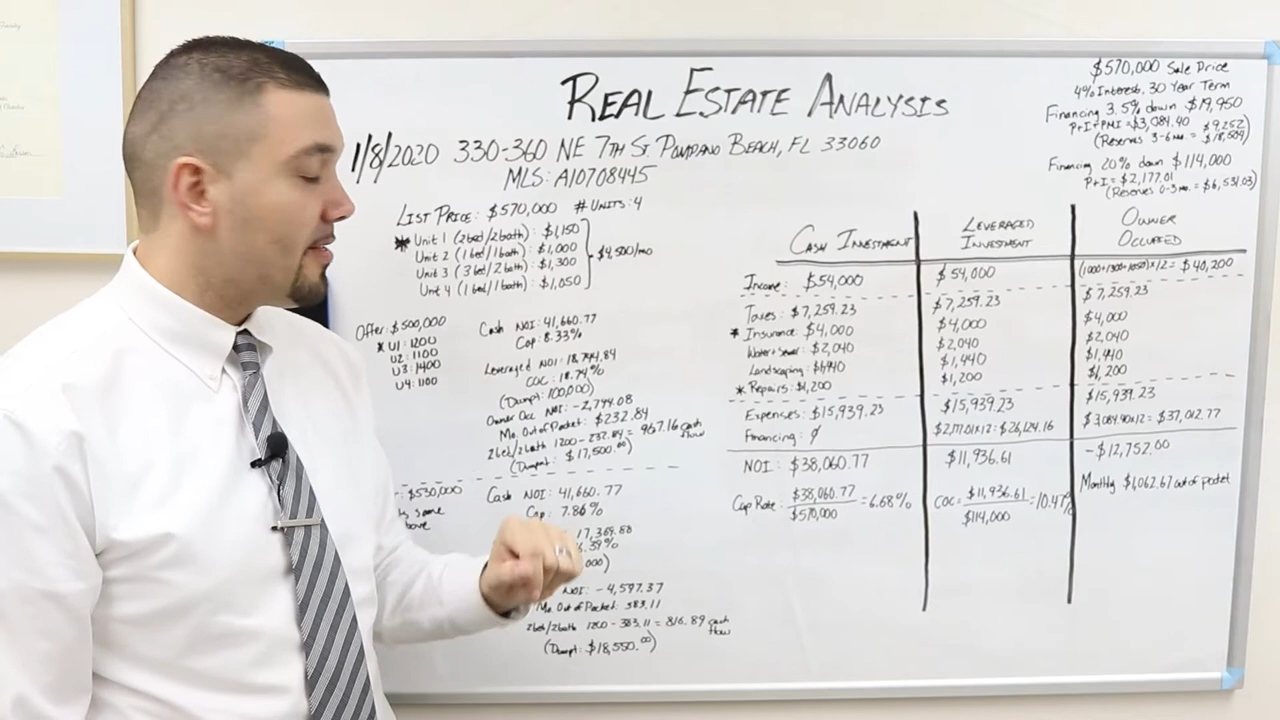 REAL ESTATE ANALYSIS
1/8/2020 330-360 NE 7TH ST. POMPANO BEACH, FL 33060
MLS: A10708445
LIST PRICE: $570,000 # UNITS: 4
* Unit 1 (2bed/2bath): $1,150
Unit 2 (1bed/1bath): $1,000
Unit 3 (3bed/2bath): $1,300
Unit 4 (1bed/1bath): $1,050
= $4,500/mo
Offer: $500,000
* U1: 1200
U2: 1100
U3: 1400
U4: 1100
Cash NOI: 41,660.77
Cap: 8.33%
Leveraged NOI: 18,744.84
COC: 18.74%
(Dwnpt: 100,000)
Owner Occ NOI: -2,794.08
Mo. Out of Pocket: $232.84
2bed/2bath 1200-232.84 = 967.16 cash flow
(Dwnpmt: $17,500.00)
: $530,000
same
above
Cash NOI: 41,660.77
Cap: 7.86%
17,369.88
.39%
000)
NOI: -4,597.37
Mo. Out of Pocket: 383.11
2bed/2bath 1200-383.11 = 816.89 cash flow
(Dwnpt: $18,550.00)
$570,000 Sale Price
4% Interest, 30 Year Term
Financing 3.5% down $19,950
P+I+PMI = $3,084.40
(Reserves 3-6mo. = $9,252 $18,504)
Financing 20% down $114,000
P+I = $2,177.01
(Reserves 0-3mo. = $6,531.03)
CASH INVESTMENT
LEVERAGED INVESTMENT
OWNER OCCUPIED
Income: $54,000 $54,000 (1000+1300+1050)x12 = $40,200
Taxes: $7,259.23 $7,259.23 $7,259.23
* Insurance: $4,000 $4,000 $4,000
Water+Sewer: $2,040 $2,040 $2,040
Landscaping: $1,440 $1,440 $1,440
* Repairs: $1,200 $1,200 $1,200
Expenses: $15,939.23 $15,939.23 $15,939.23
Financing: ø $2,177.01x12: $26,124.16 $3,084.40x12 = $37,012.77
NOI: $38,060.77 $11,936.61 -$12,752.00
Cap Rate: $38,060.77 / $570,000 = 6.68% COC = $11,936.61 / $114,000 = 10.47% Monthly $1,062.67 out of pocket